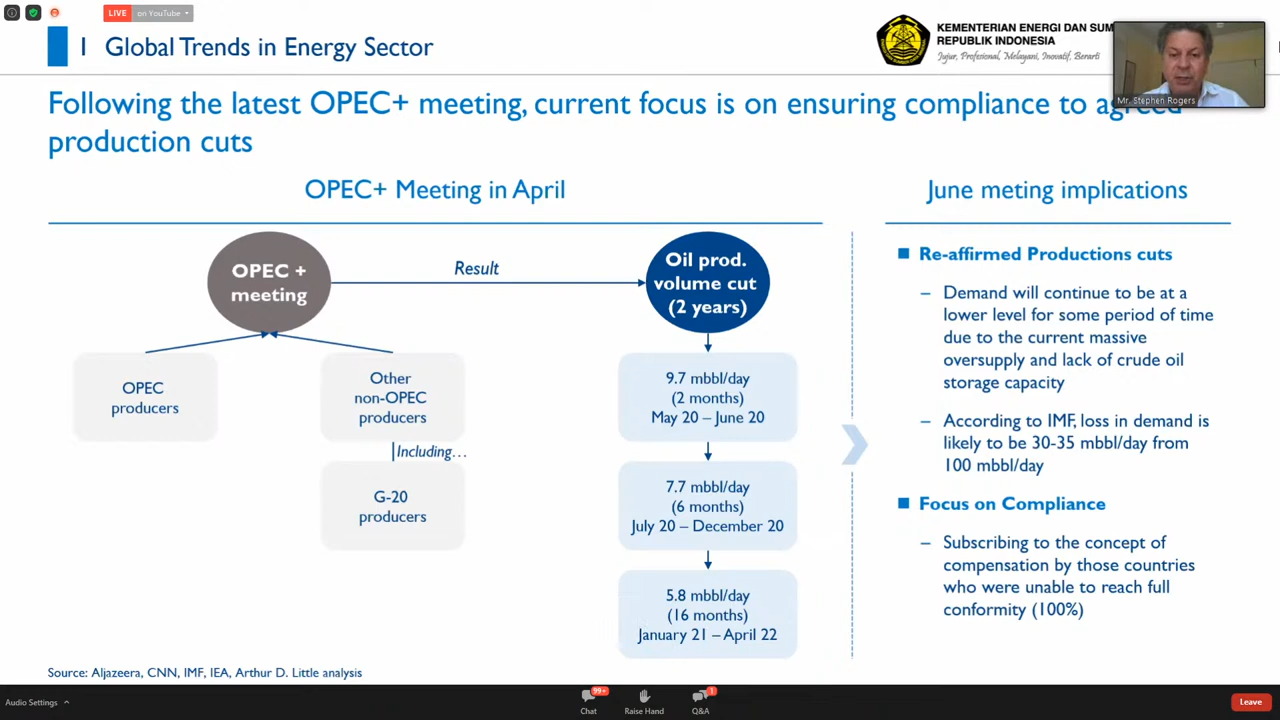 LIVE on YouTube
I Global Trends in Energy Sector
KEMENTERIAN ENERGI DAN SUM
REPUBLIK INDONESIA
Jujur, Profesional, Melayani, Inovatif, Berarti
Mr. Stephen Rogers
Following the latest OPEC+ meeting, current focus is on ensuring compliance to agreed
production cuts
OPEC+ Meeting in April
OPEC +
meeting
Result
Oil prod.
volume cut
(2 years)
OPEC
producers
Other
non-OPEC
producers
Including…
G-20
producers
9.7 mbbl/day
(2 months)
May 20 – June 20
7.7 mbbl/day
(6 months)
July 20 – December 20
5.8 mbbl/day
(16 months)
January 21 – April 22
June meting implications
Re-affirmed Productions cuts
– Demand will continue to be at a
lower level for some period of time
due to the current massive
oversupply and lack of crude oil
storage capacity
– According to IMF, loss in demand is
likely to be 30-35 mbbl/day from
100 mbbl/day
Focus on Compliance
– Subscribing to the concept of
compensation by those countries
who were unable to reach full
conformity (100%)
Source: Aljazeera, CNN, IMF, IEA, Arthur D. Little analysis
Audio Settings
99+
Chat
Raise Hand
1
Q&A
Leave